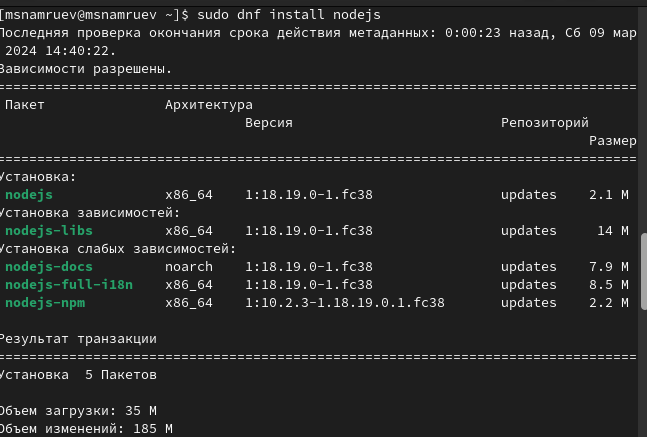 [msnamruev@msnamruev ~]$ sudo dnf install nodejs
Последняя проверка окончания срока действия метаданных: 0:00:23 назад, Сб 09 мар
2024 14:40:22.
Зависимости разрешены.
================================================================================
Пакет Архитектура
Версия Репозиторий
Размер
================================================================================
Установка:
nodejs x86_64 1:18.19.0-1.fc38 updates 2.1 M
Установка зависимостей:
nodejs-libs x86_64 1:18.19.0-1.fc38 updates 14 M
Установка слабых зависимостей:
nodejs-docs noarch 1:18.19.0-1.fc38 updates 7.9 M
nodejs-full-i18n x86_64 1:18.19.0-1.fc38 updates 8.5 M
nodejs-npm x86_64 1:10.2.3-1.18.19.0.1.fc38 updates 2.2 M
Результат транзакции
================================================================================
Установка 5 Пакетов
Объем загрузки: 35 M
Объем изменений: 185 M